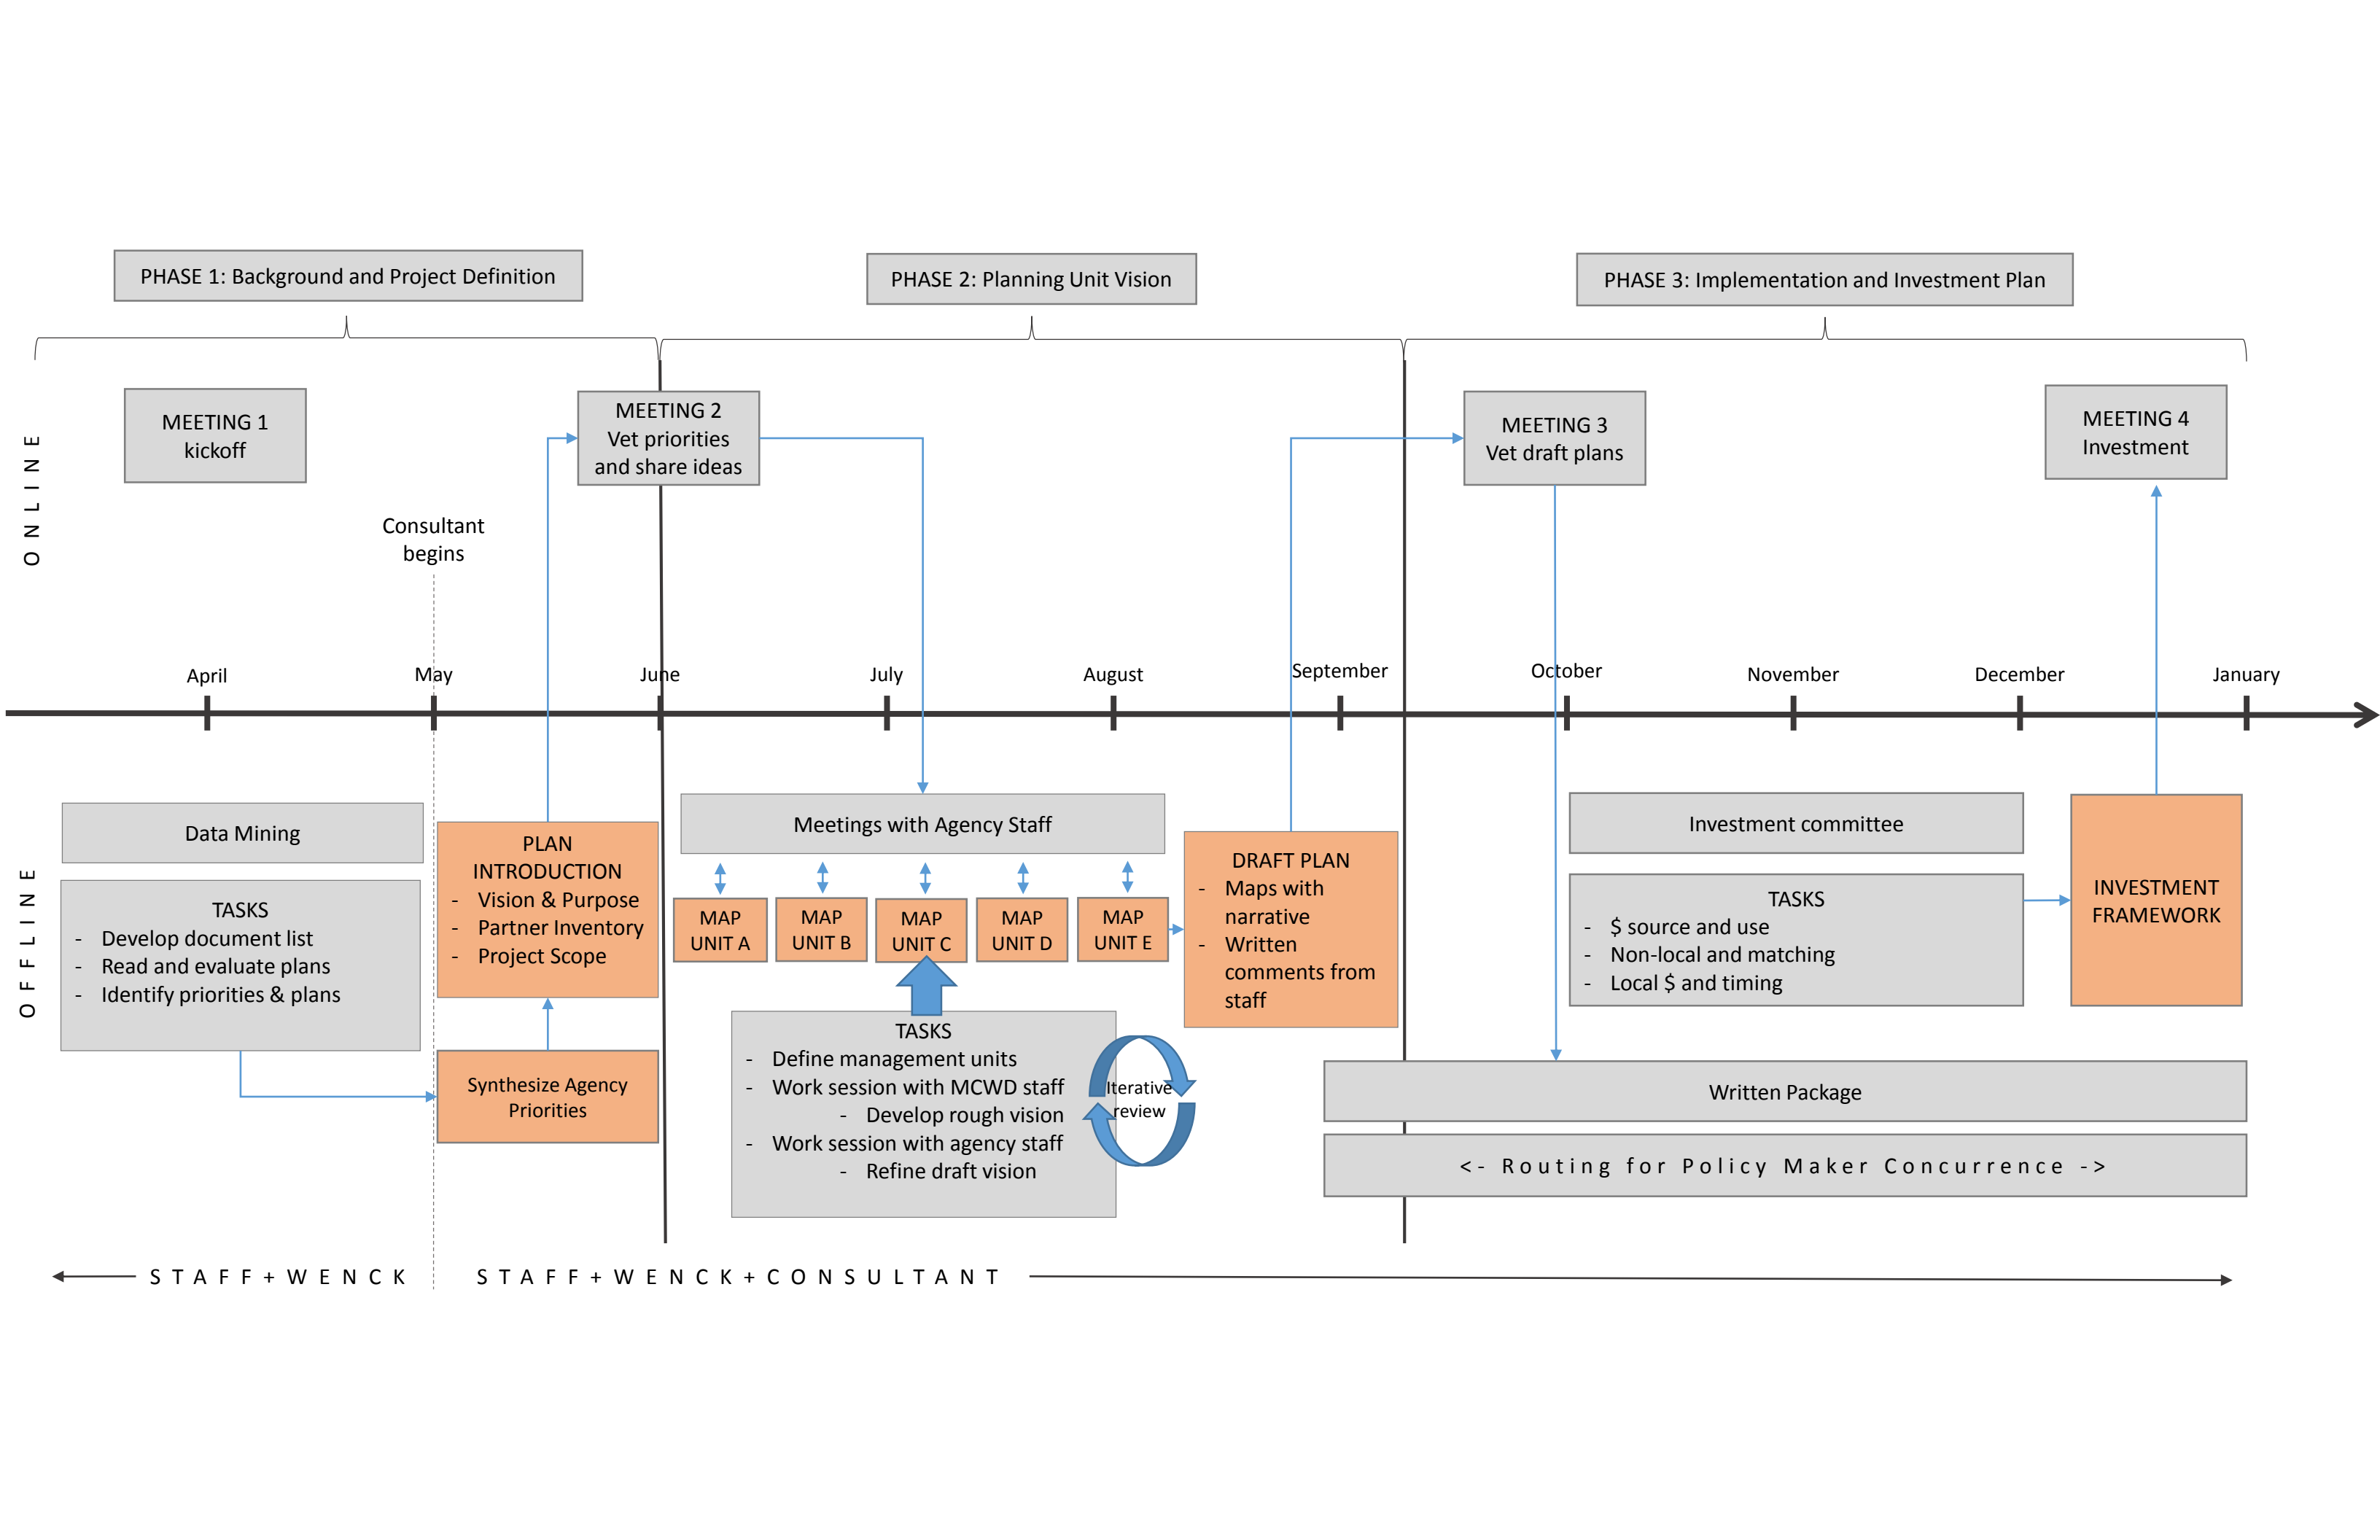 PHASE 1: Background and Project Definition
PHASE 2: Planning Unit Vision
PHASE 3: Implementation and Investment Plan
ONLINE
MEETING 1
kickoff
MEETING 2
Vet priorities
and share ideas
MEETING 3
Vet draft plans
MEETING 4
Investment
Consultant
begins
April
May
June
July
August
September
October
November
December
January
OFFLINE
Data Mining
TASKS
- Develop document list
- Read and evaluate plans
- Identify priorities & plans
PLAN
INTRODUCTION
- Vision & Purpose
- Partner Inventory
- Project Scope
Synthesize Agency
Priorities
Meetings with Agency Staff
MAP
UNIT A
MAP
UNIT B
MAP
UNIT C
MAP
UNIT D
MAP
UNIT E
TASKS
- Define management units
- Work session with MCWD staff
- Develop rough vision
- Work session with agency staff
- Refine draft vision
Iterative
review
DRAFT PLAN
- Maps with
narrative
- Written
comments from
staff
Investment committee
TASKS
- $ source and use
- Non-local and matching
- Local $ and timing
INVESTMENT
FRAMEWORK
Written Package
<- Routing for Policy Maker Concurrence ->
STAFF+WENCK
STAFF+WENCK+CONSULTANT